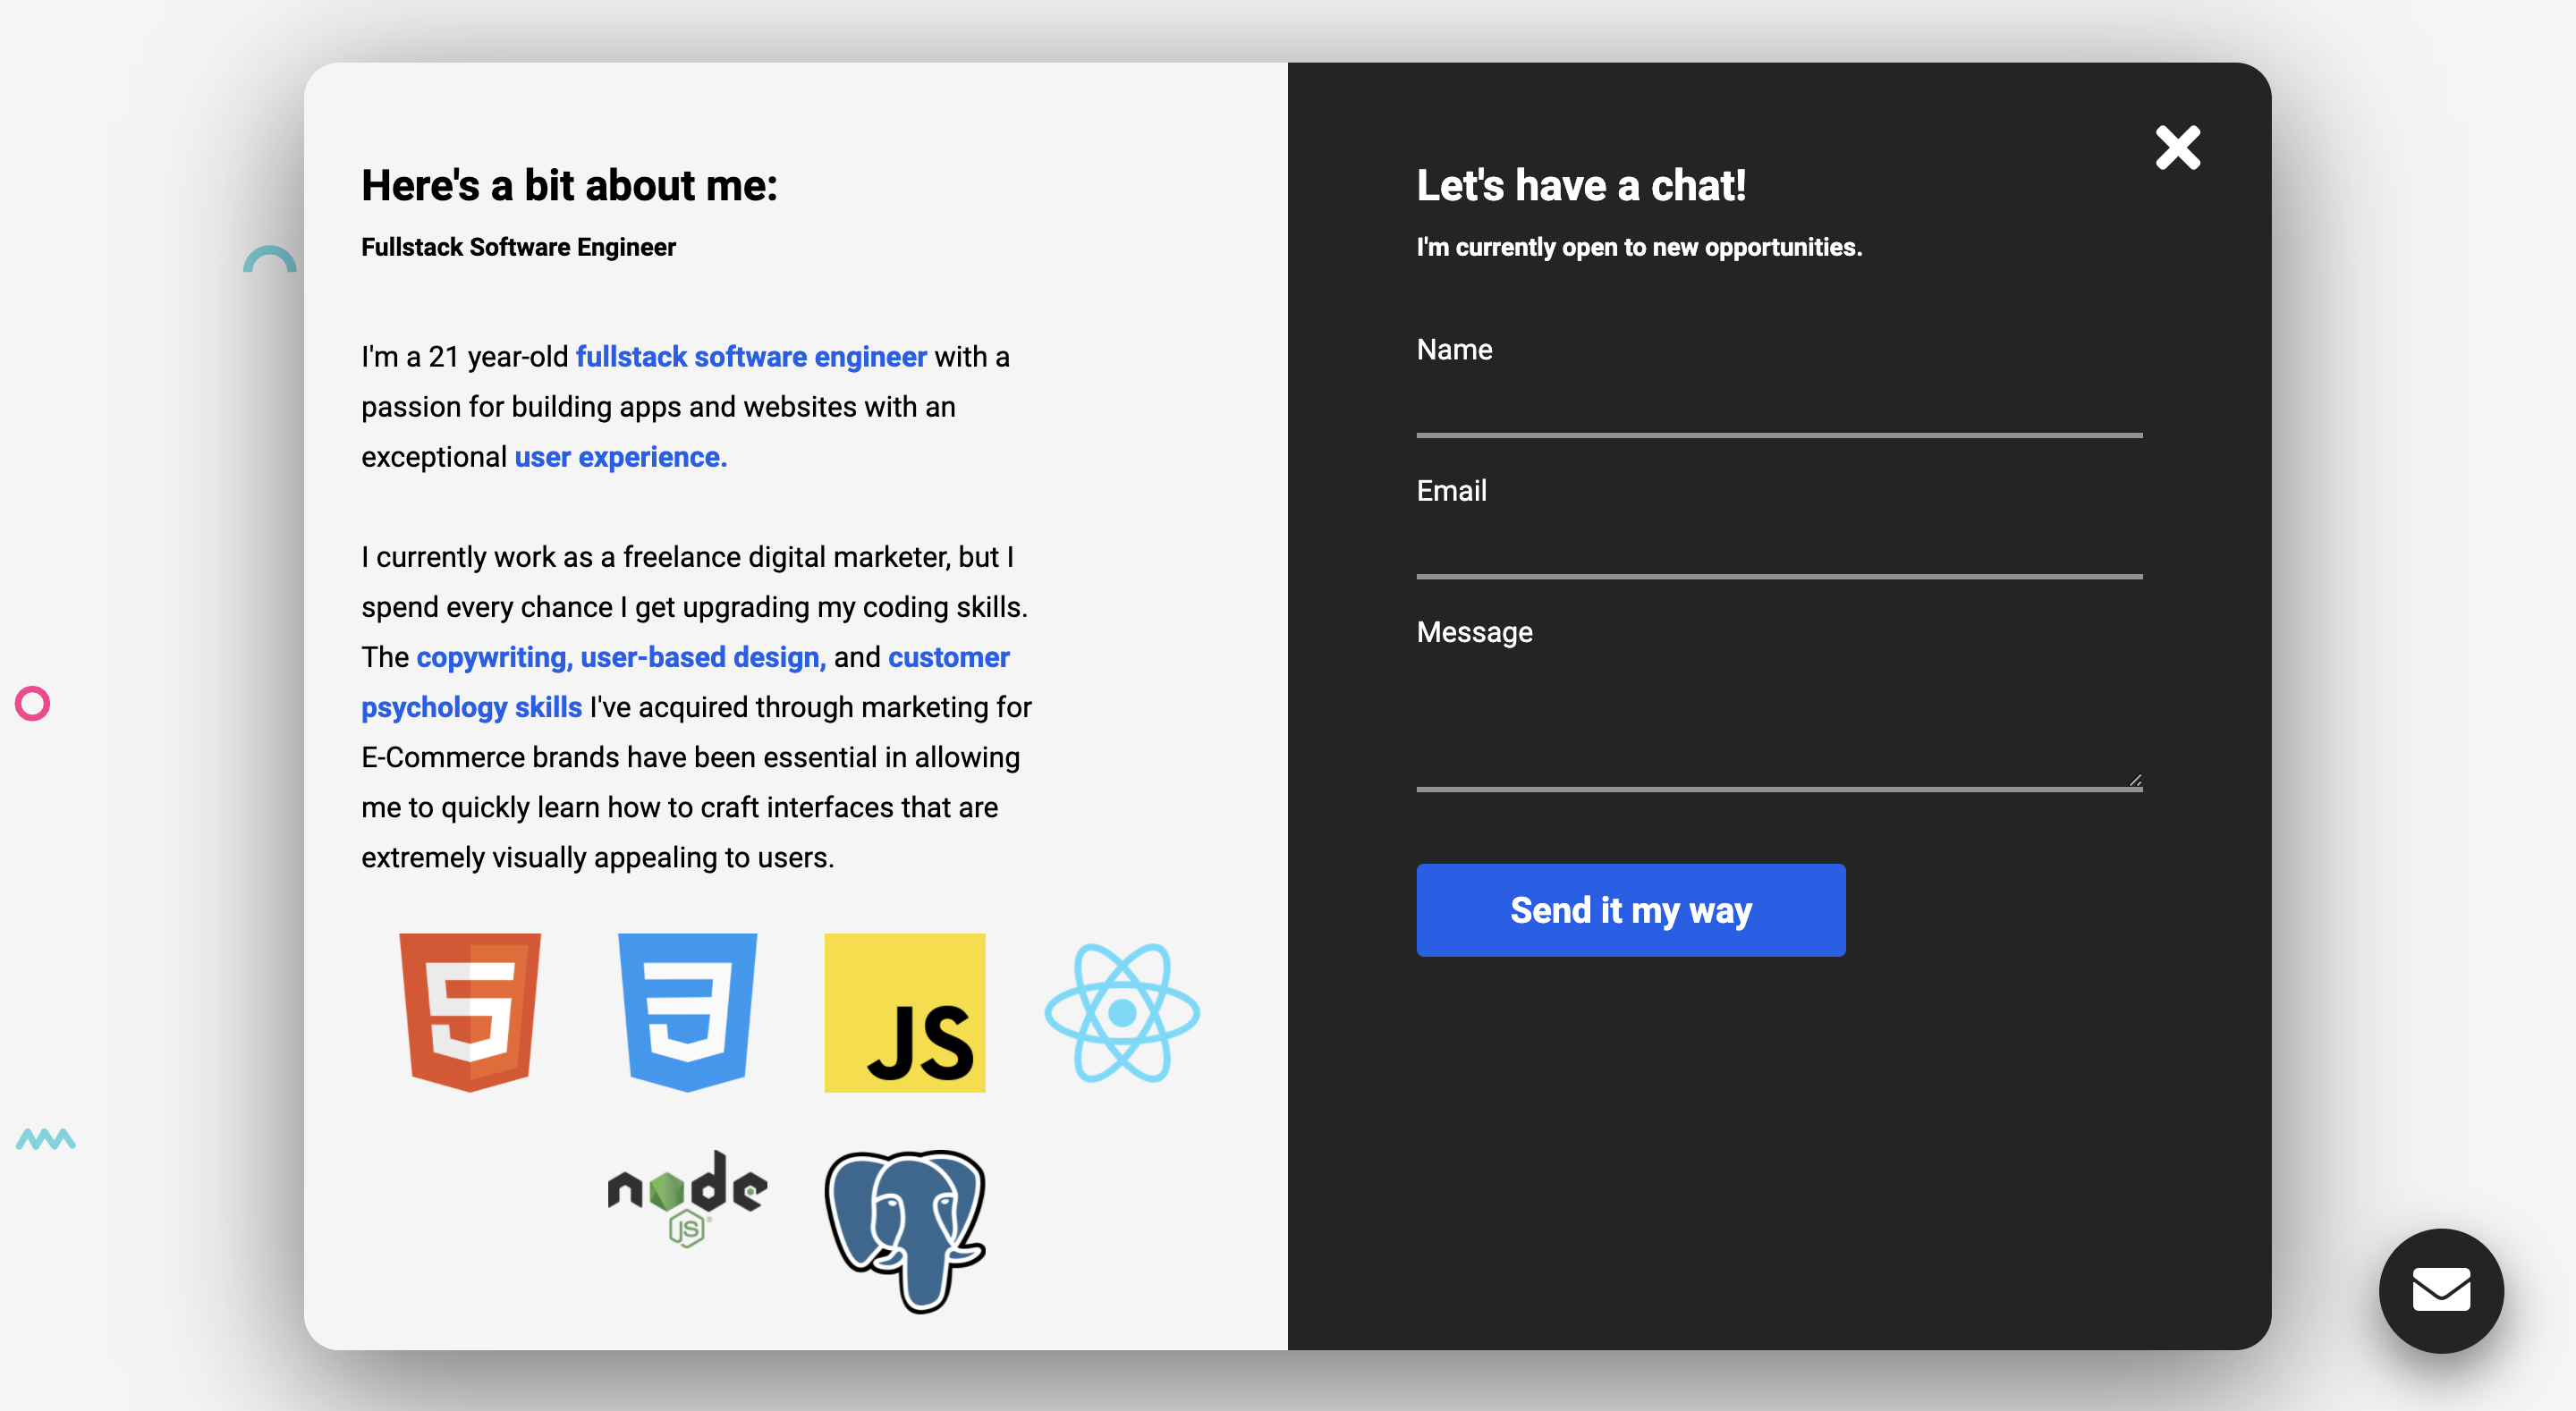 Here's a bit about me:
Fullstack Software Engineer
I'm a 21 year-old fullstack software engineer with a
passion for building apps and websites with an
exceptional user experience.
I currently work as a freelance digital marketer, but I
spend every chance I get upgrading my coding skills.
The copywriting, user-based design, and customer
psychology skills I've acquired through marketing for
E-Commerce brands have been essential in allowing
me to quickly learn how to craft interfaces that are
extremely visually appealing to users.
5
3
JS
node
JS
Let's have a chat!
I'm currently open to new opportunities.
Name
Email
Message
Send it my way